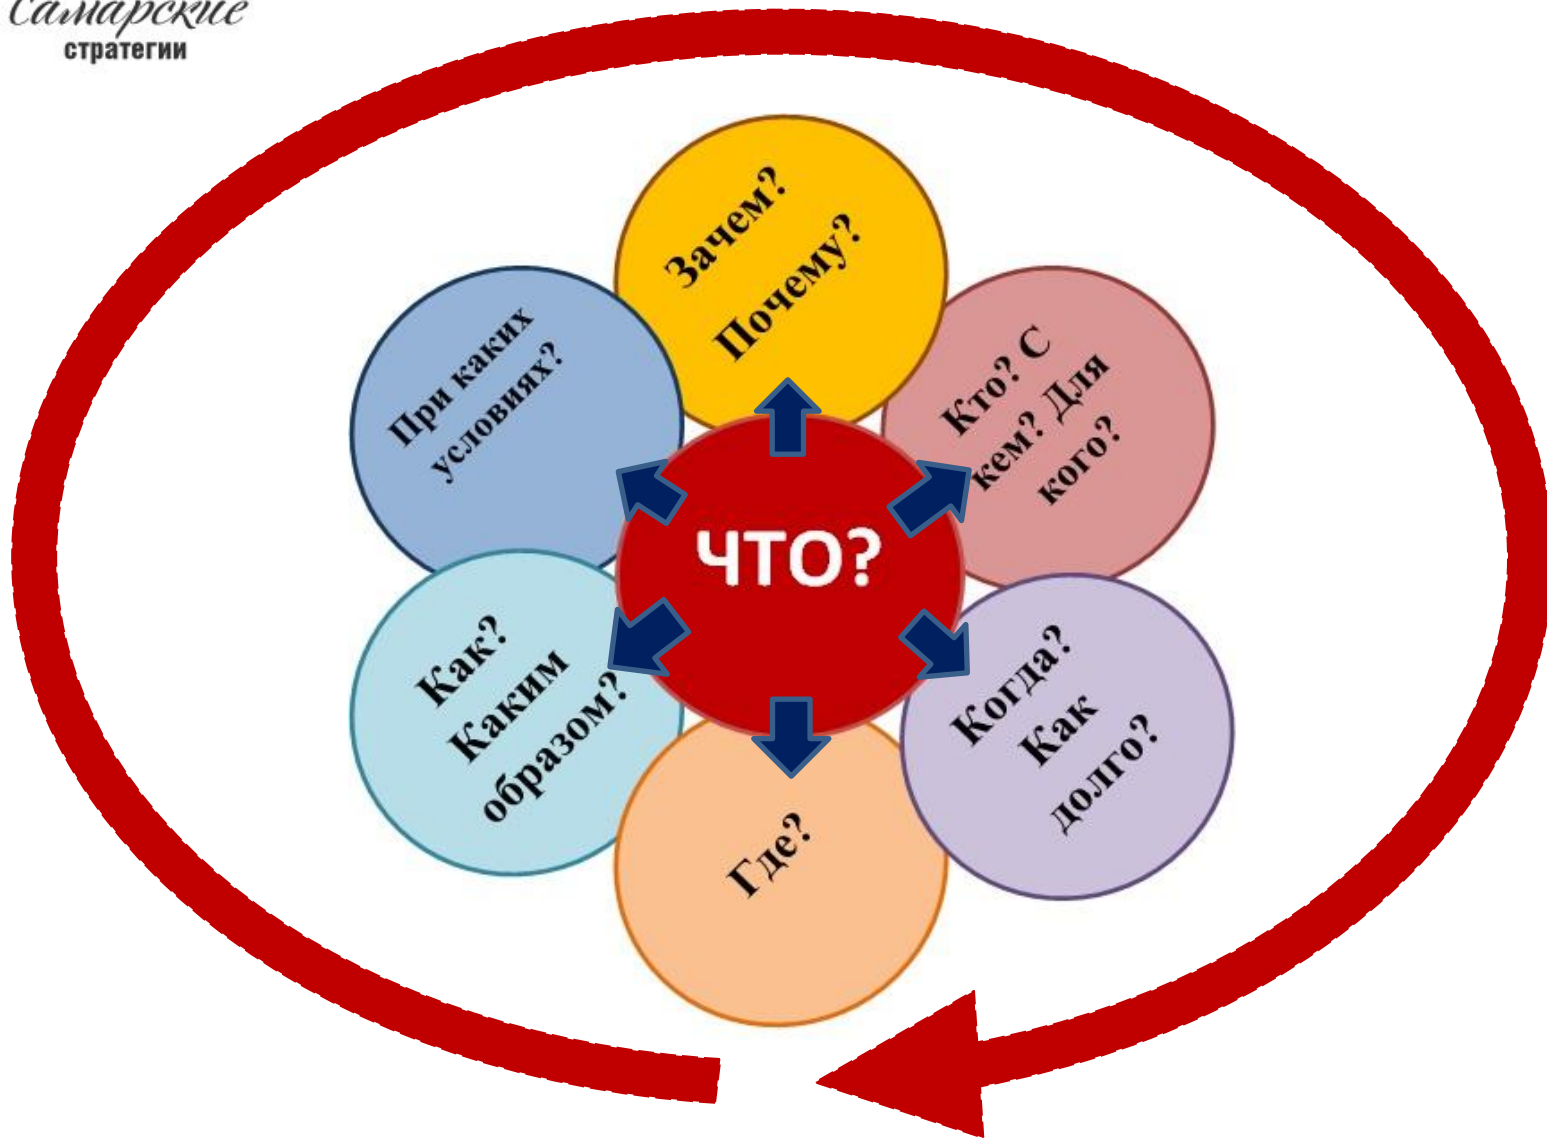 Самарские
стратегии
Зачем?
Почему?
При каких
условиях?
Кто? С
кем? Для
кого?
ЧТО?
Как?
Каким
образом?
Когда?
Как
долго?
Где?